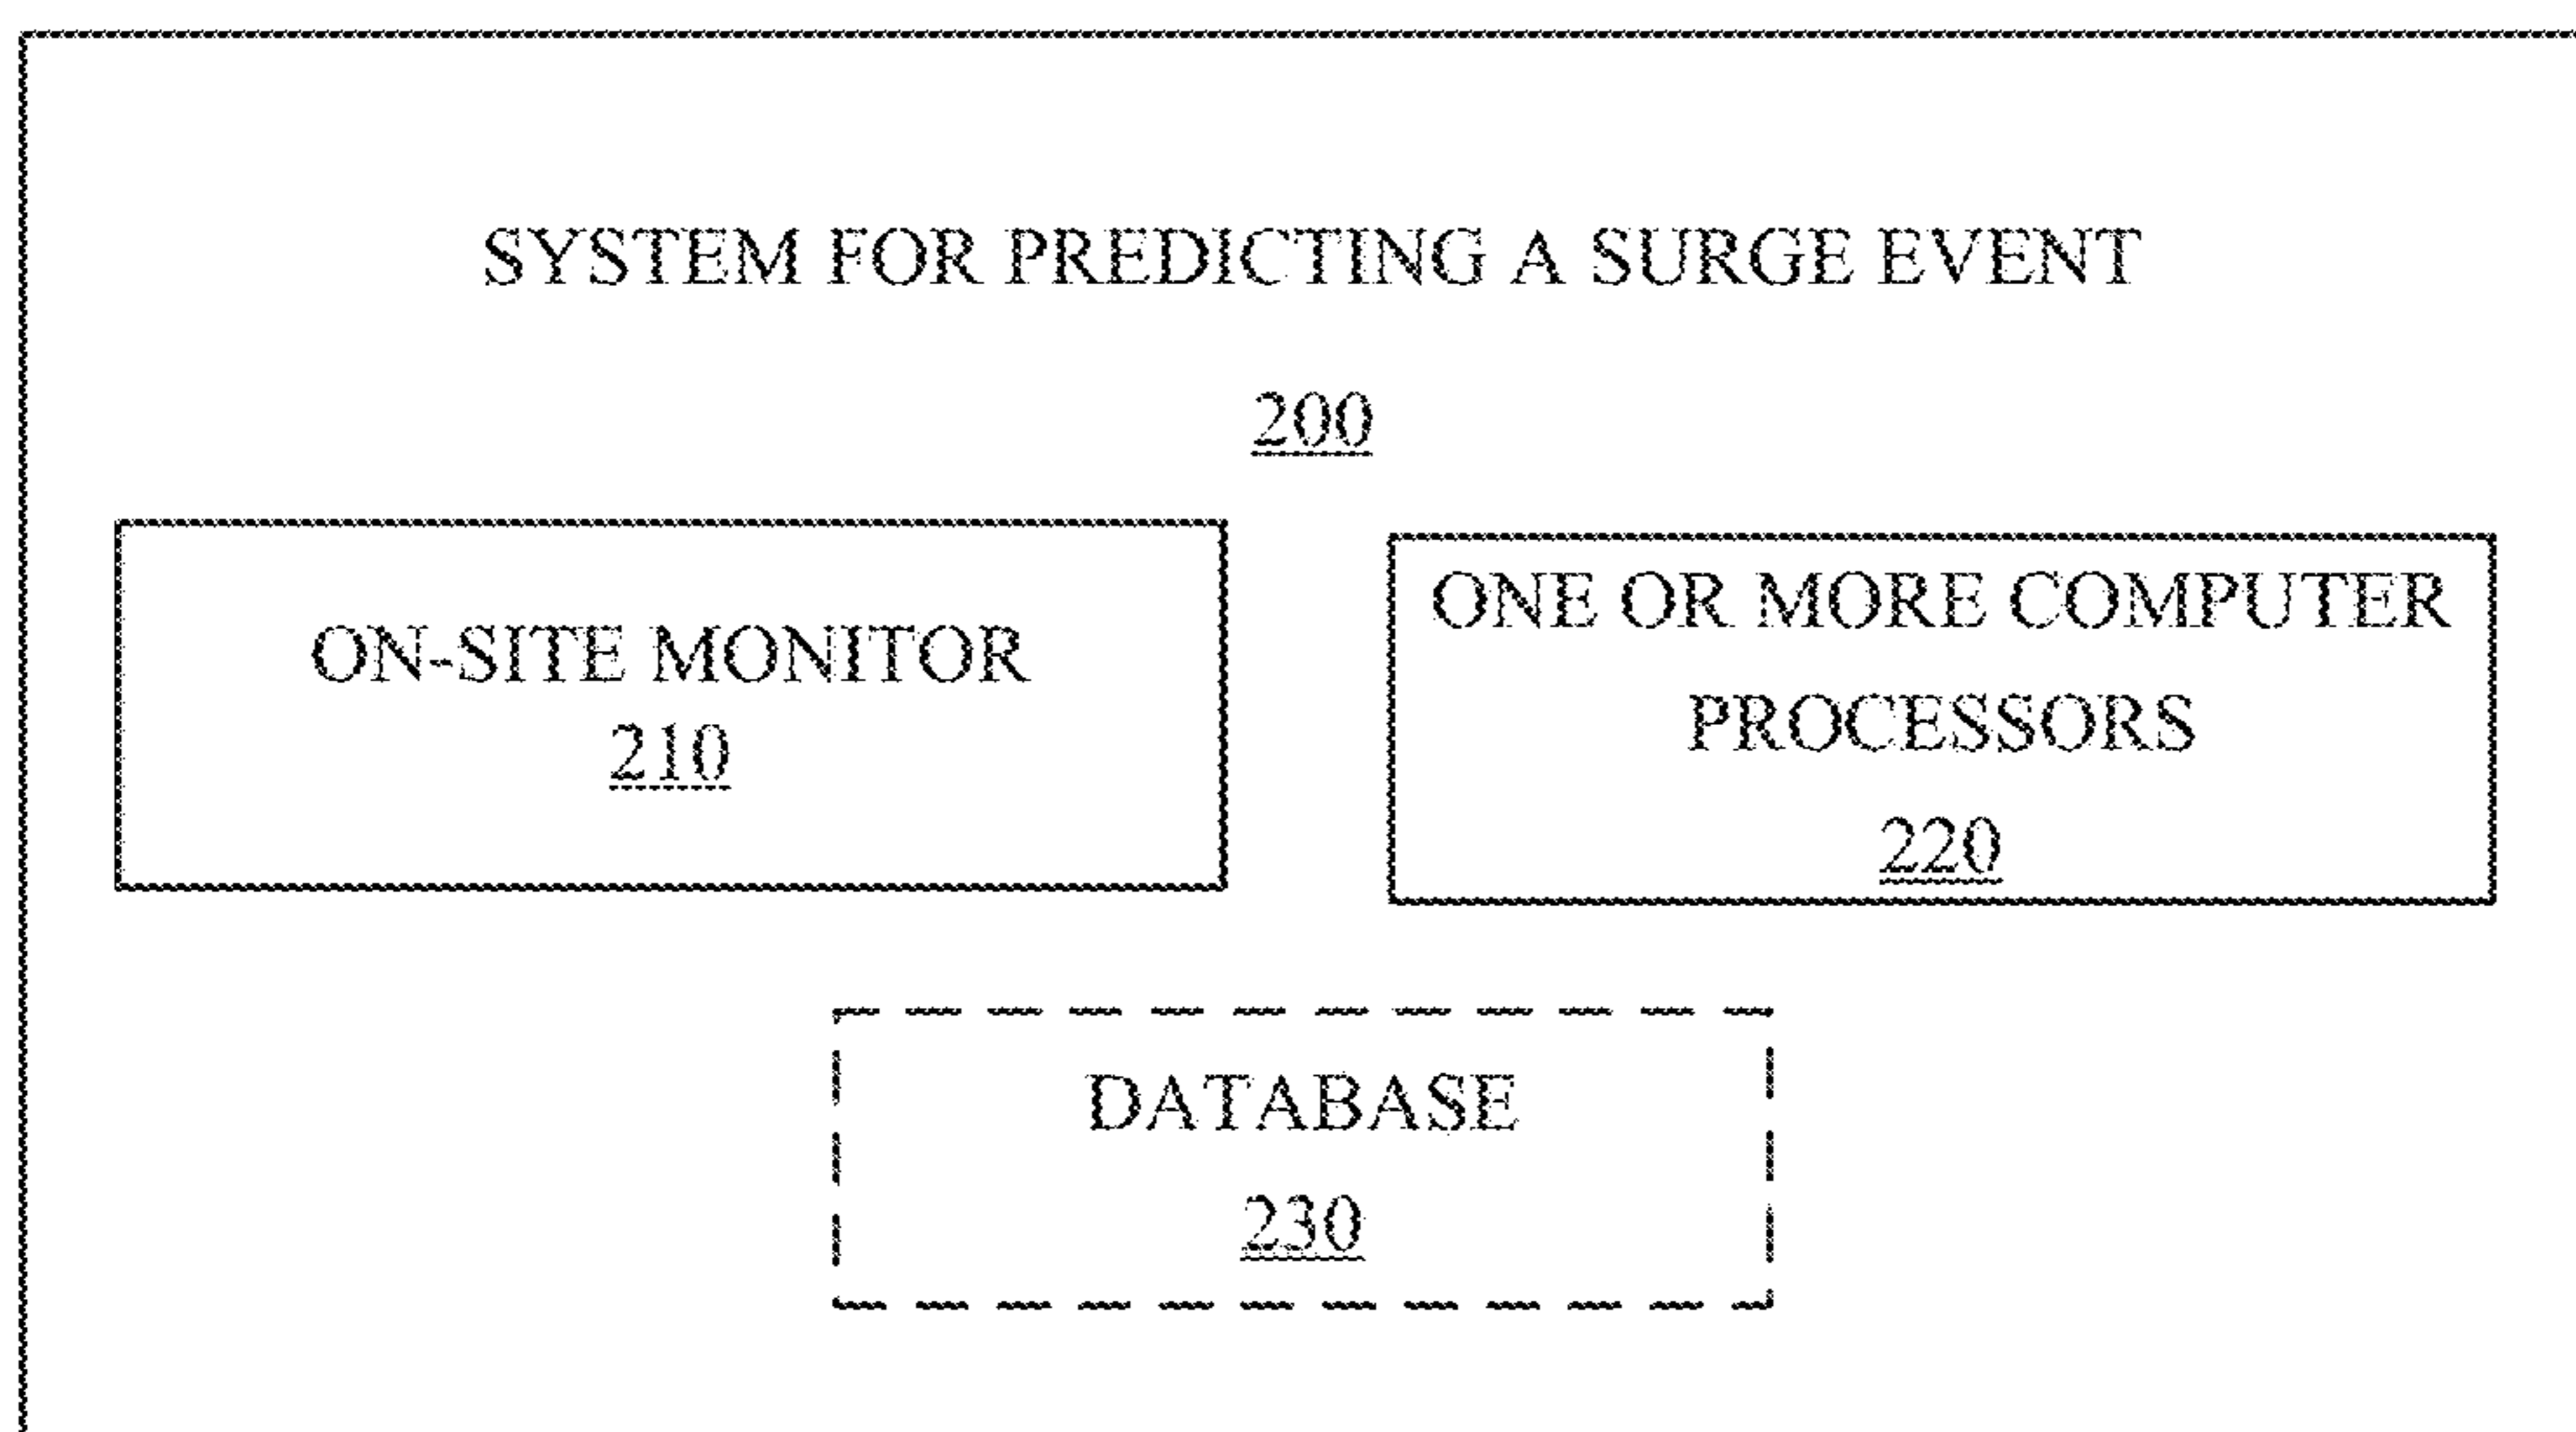 SYSTEM FOR PREDICTING A SURGE EVENT
200
ON-SITE MONITOR
210
ONE OR MORE COMPUTER
PROCESSORS
220
DATABASE
230